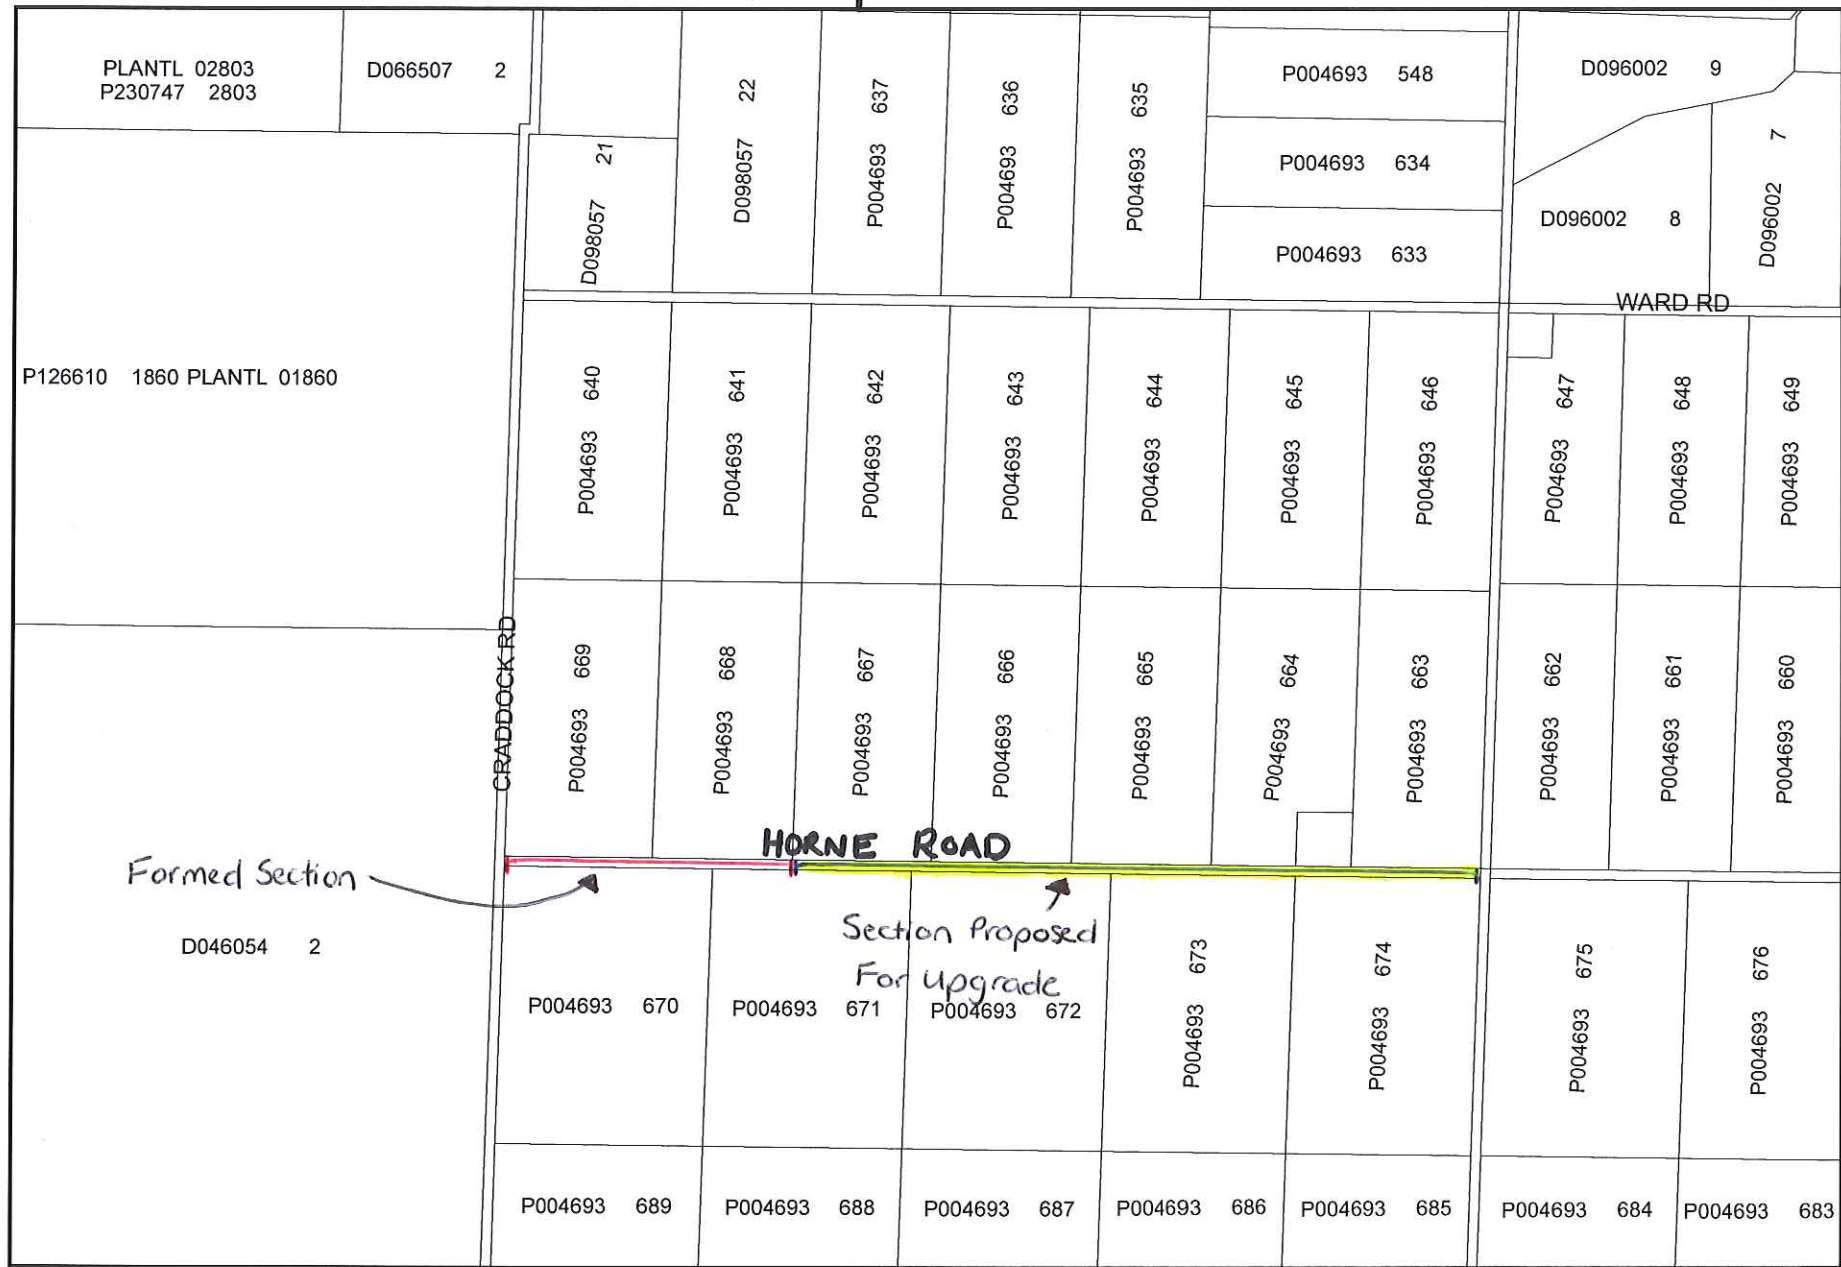 PLANTL 02803
P230747 2803
D066507 2
D098057 21
D098057 22
P004693 637
P004693 636
P004693 635
P004693 548
P004693 634
P004693 633
D096002 9
D096002 8
D096002 7
WARD RD
P126610 1860 PLANTL 01860
P004693 640
P004693 641
P004693 642
P004693 643
P004693 644
P004693 645
P004693 646
P004693 647
P004693 648
P004693 649
CRADDOCK RD
P004693 669
P004693 668
P004693 667
P004693 666
P004693 665
P004693 664
P004693 663
P004693 662
P004693 661
P004693 660
HORNE ROAD
Formed Section
Section Proposed
For Upgrade
D046054 2
P004693 670
P004693 671
P004693 672
P004693 673
P004693 674
P004693 675
P004693 676
P004693 689
P004693 688
P004693 687
P004693 686
P004693 685
P004693 684
P004693 683